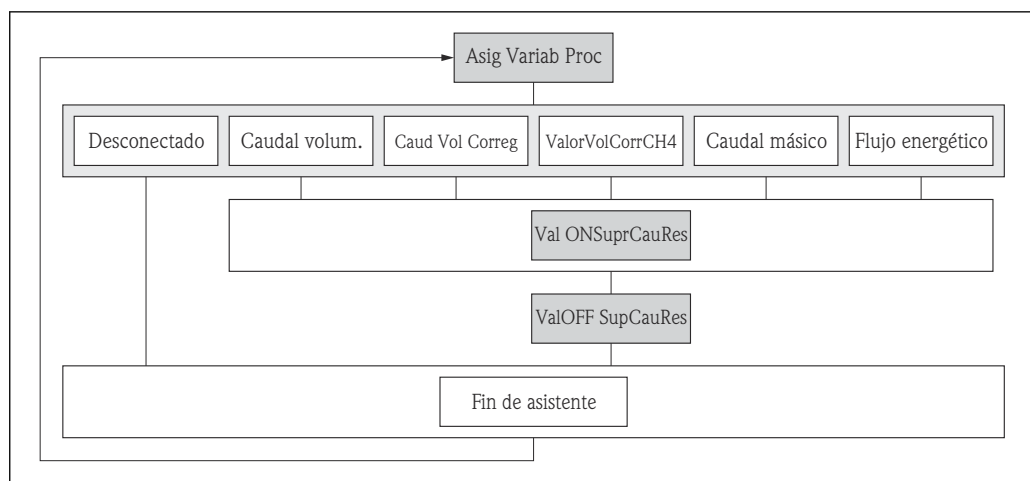 Asig Variab Proc
Desconectado
Caudal volum.
Caud Vol Correg
ValorVolCorrCH4
Caudal másico
Flujo energético
Val ONSuprCauRes
ValOFF SupCauRes
Fin de asistente